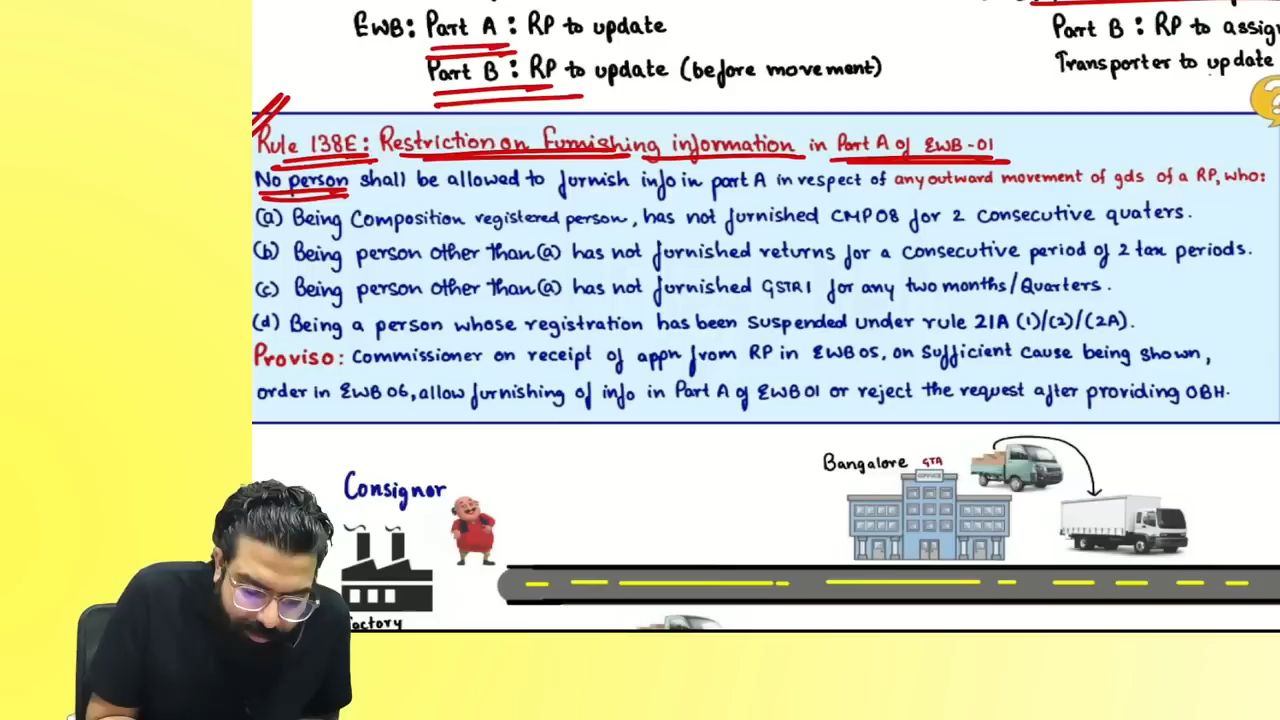 EWB: Part A : RP to update
Part B : RP to update (before movement)
Part B : RP to assig
Transporter to update
?
Rule 138E: Restriction on furnishing information in Part A of EWB-01
No person shall be allowed to furnish info in part A in respect of any outward movement of gds of a RP, who:
(a) Being Composition registered person, has not furnished CMP08 for 2 consecutive quaters.
(b) Being person other than (a) has not furnished returns for a consecutive period of 2 tax periods.
(c) Being person other than (a) has not furnished GSTR1 for any two months/Quarters.
(d) Being a person whose registration has been suspended under rule 21A (1)/(2)/(2A).
Proviso: Commissioner on receipt of appn from RP in EWB05, on sufficient cause being shown,
order in EWB 06, allow furnishing of info in Part A of EWB01 or reject the request after providing OBH.
Bangalore GTA
OFFICE
Consignor
factory